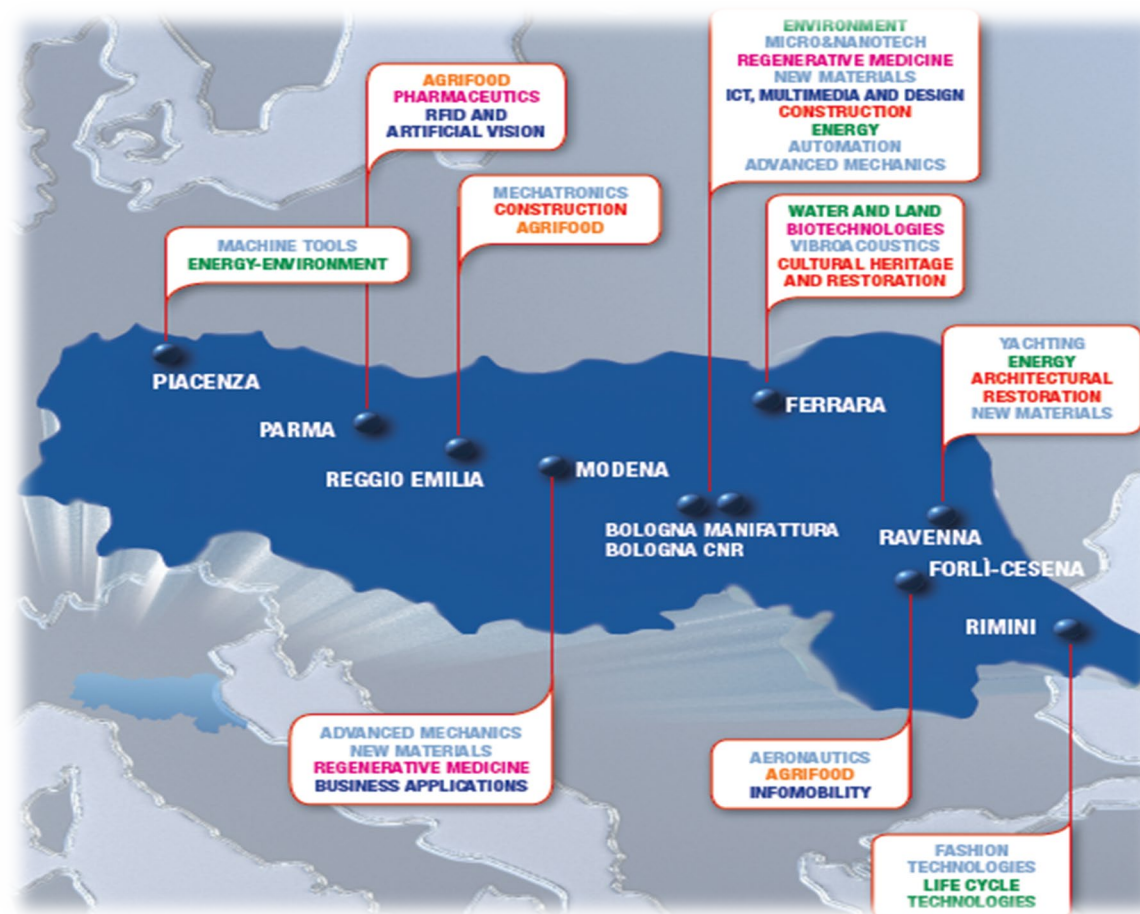 ENVIRONMENT
MICRO&NANOTECH
REGENERATIVE MEDICINE
NEW MATERIALS
ICT, MULTIMEDIA AND DESIGN
CONSTRUCTION
ENERGY
AUTOMATION
ADVANCED MECHANICS
AGRIFOOD
PHARMACEUTICS
RFID AND
ARTIFICIAL VISION
MECHATRONICS
CONSTRUCTION
AGRIFOOD
WATER AND LAND
BIOTECHNOLOGIES
VIBROACOUSTICS
CULTURAL HERITAGE
AND RESTORATION
MACHINE TOOLS
ENERGY-ENVIRONMENT
YACHTING
ENERGY
ARCHITECTURAL
RESTORATION
NEW MATERIALS
PIACENZA
PARMA
REGGIO EMILIA
MODENA
FERRARA
BOLOGNA MANIFATTURA
BOLOGNA CNR
RAVENNA
FORLÌ-CESENA
RIMINI
ADVANCED MECHANICS
NEW MATERIALS
REGENERATIVE MEDICINE
BUSINESS APPLICATIONS
AERONAUTICS
AGRIFOOD
INFOMOBILITY
FASHION
TECHNOLOGIES
LIFE CYCLE
TECHNOLOGIES